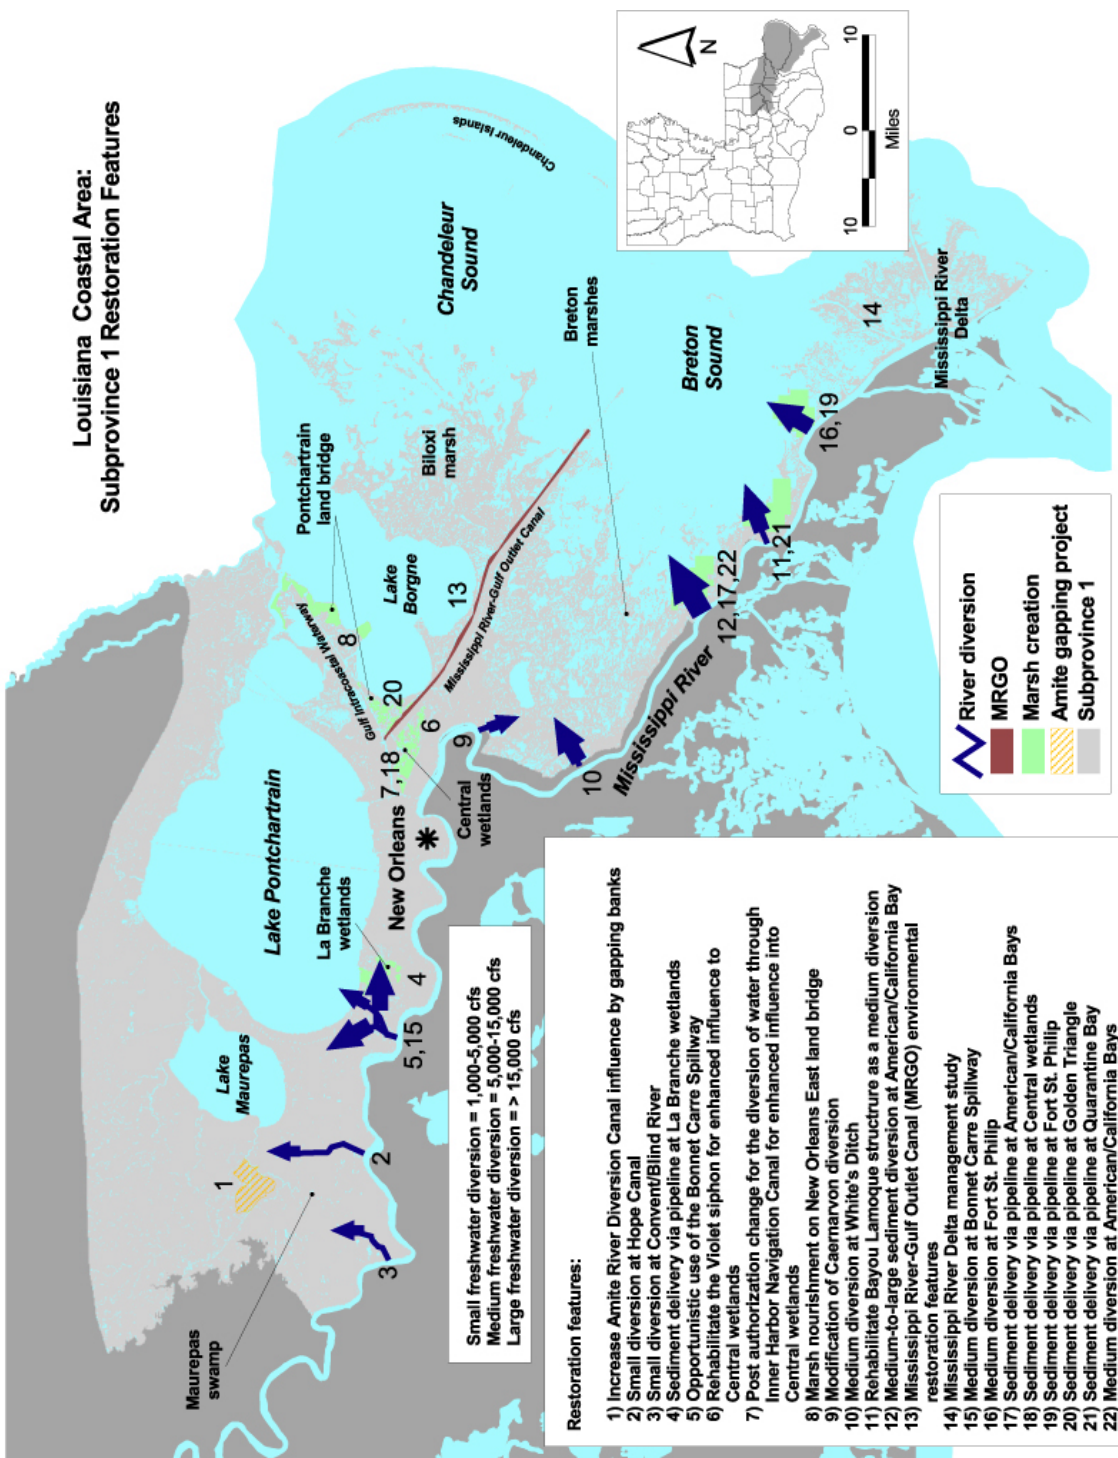 Louisiana Coastal Area:
Subprovince 1 Restoration Features
Lake Pontchartrain
Lake
Maurepas
Maurepas
swamp
La Branche
wetlands
New Orleans
Central
wetlands
Pontchartrain
land bridge
Gulf Intracoastal Waterway
Lake
Borgne
Biloxi
marsh
Mississippi River-Gulf Outlet Canal
Chandeleur
Sound
Chandeleur Islands
Breton
marshes
Breton
Sound
Mississippi River
Mississippi River
Delta
1
2
3
4
5,15
6
7,18
8
9
10
11,21
12,17,22
13
14
16,19
20
N
10
0
10
Miles
Small freshwater diversion = 1,000-5,000 cfs
Medium freshwater diversion = 5,000-15,000 cfs
Large freshwater diversion = > 15,000 cfs
Restoration features:
1) Increase Amite River Diversion Canal influence by gapping banks
2) Small diversion at Hope Canal
3) Small diversion at Convent/Blind River
4) Sediment delivery via pipeline at La Branche wetlands
5) Opportunistic use of the Bonnet Carre Spillway
6) Rehabilitate the Violet siphon for enhanced influence to
Central wetlands
7) Post authorization change for the diversion of water through
Inner Harbor Navigation Canal for enhanced influence into
Central wetlands
8) Marsh nourishment on New Orleans East land bridge
9) Modification of Caernarvon diversion
10) Medium diversion at White's Ditch
11) Rehabilitate Bayou Lamoque structure as a medium diversion
12) Medium-to-large sediment diversion at American/California Bay
13) Mississippi River-Gulf Outlet Canal (MRGO) environmental
restoration features
14) Mississippi River Delta management study
15) Medium diversion at Bonnet Carre Spillway
16) Medium diversion at Fort St. Philip
17) Sediment delivery via pipeline at American/California Bays
18) Sediment delivery via pipeline at Central wetlands
19) Sediment delivery via pipeline at Fort St. Philip
20) Sediment delivery via pipeline at Golden Triangle
21) Sediment delivery via pipeline at Quarantine Bay
22) Medium diversion at American/California Bays
River diversion
MRGO
Marsh creation
Amite gapping project
Subprovince 1